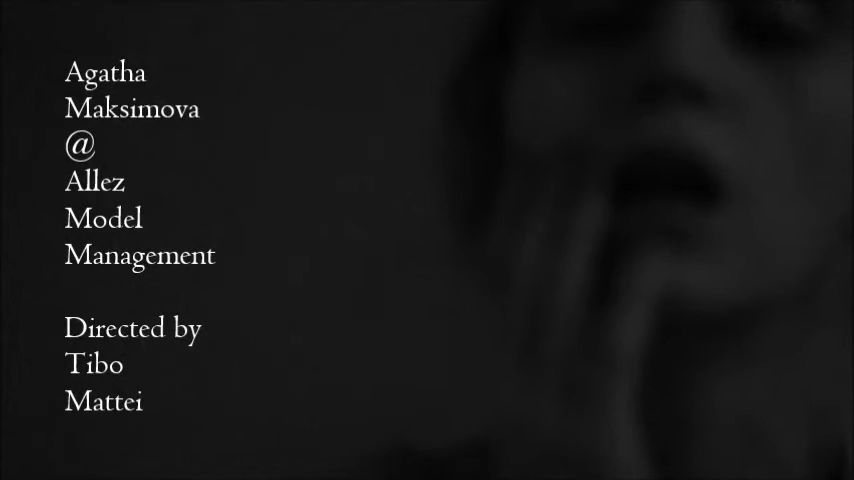 Agatha
Maksimova
@
Allez
Model
Management
Directed by
Tibo
Mattei